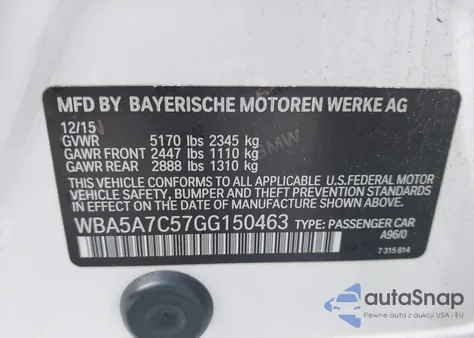 MFD BY BAYERISCHE MOTOREN WERKE AG
12/15
GVWR 5170 lbs 2345 kg
GAWR FRONT 2447 lbs 1110 kg
GAWR REAR 2888 lbs 1310 kg
THIS VEHICLE CONFORMS TO ALL APPLICABLE U.S. FEDERAL MOTOR
VEHICLE SAFETY, BUMPER, AND THEFT PREVENTION STANDARDS IN
EFFECT ON THE DATE OF MANUFACTURE SHOWN ABOVE.
WBA5A7C57GG150463 TYPE: PASSENGER CAR
A96/0
7 315 814
autoSnap
Pewne auta z aukcji USA i EU